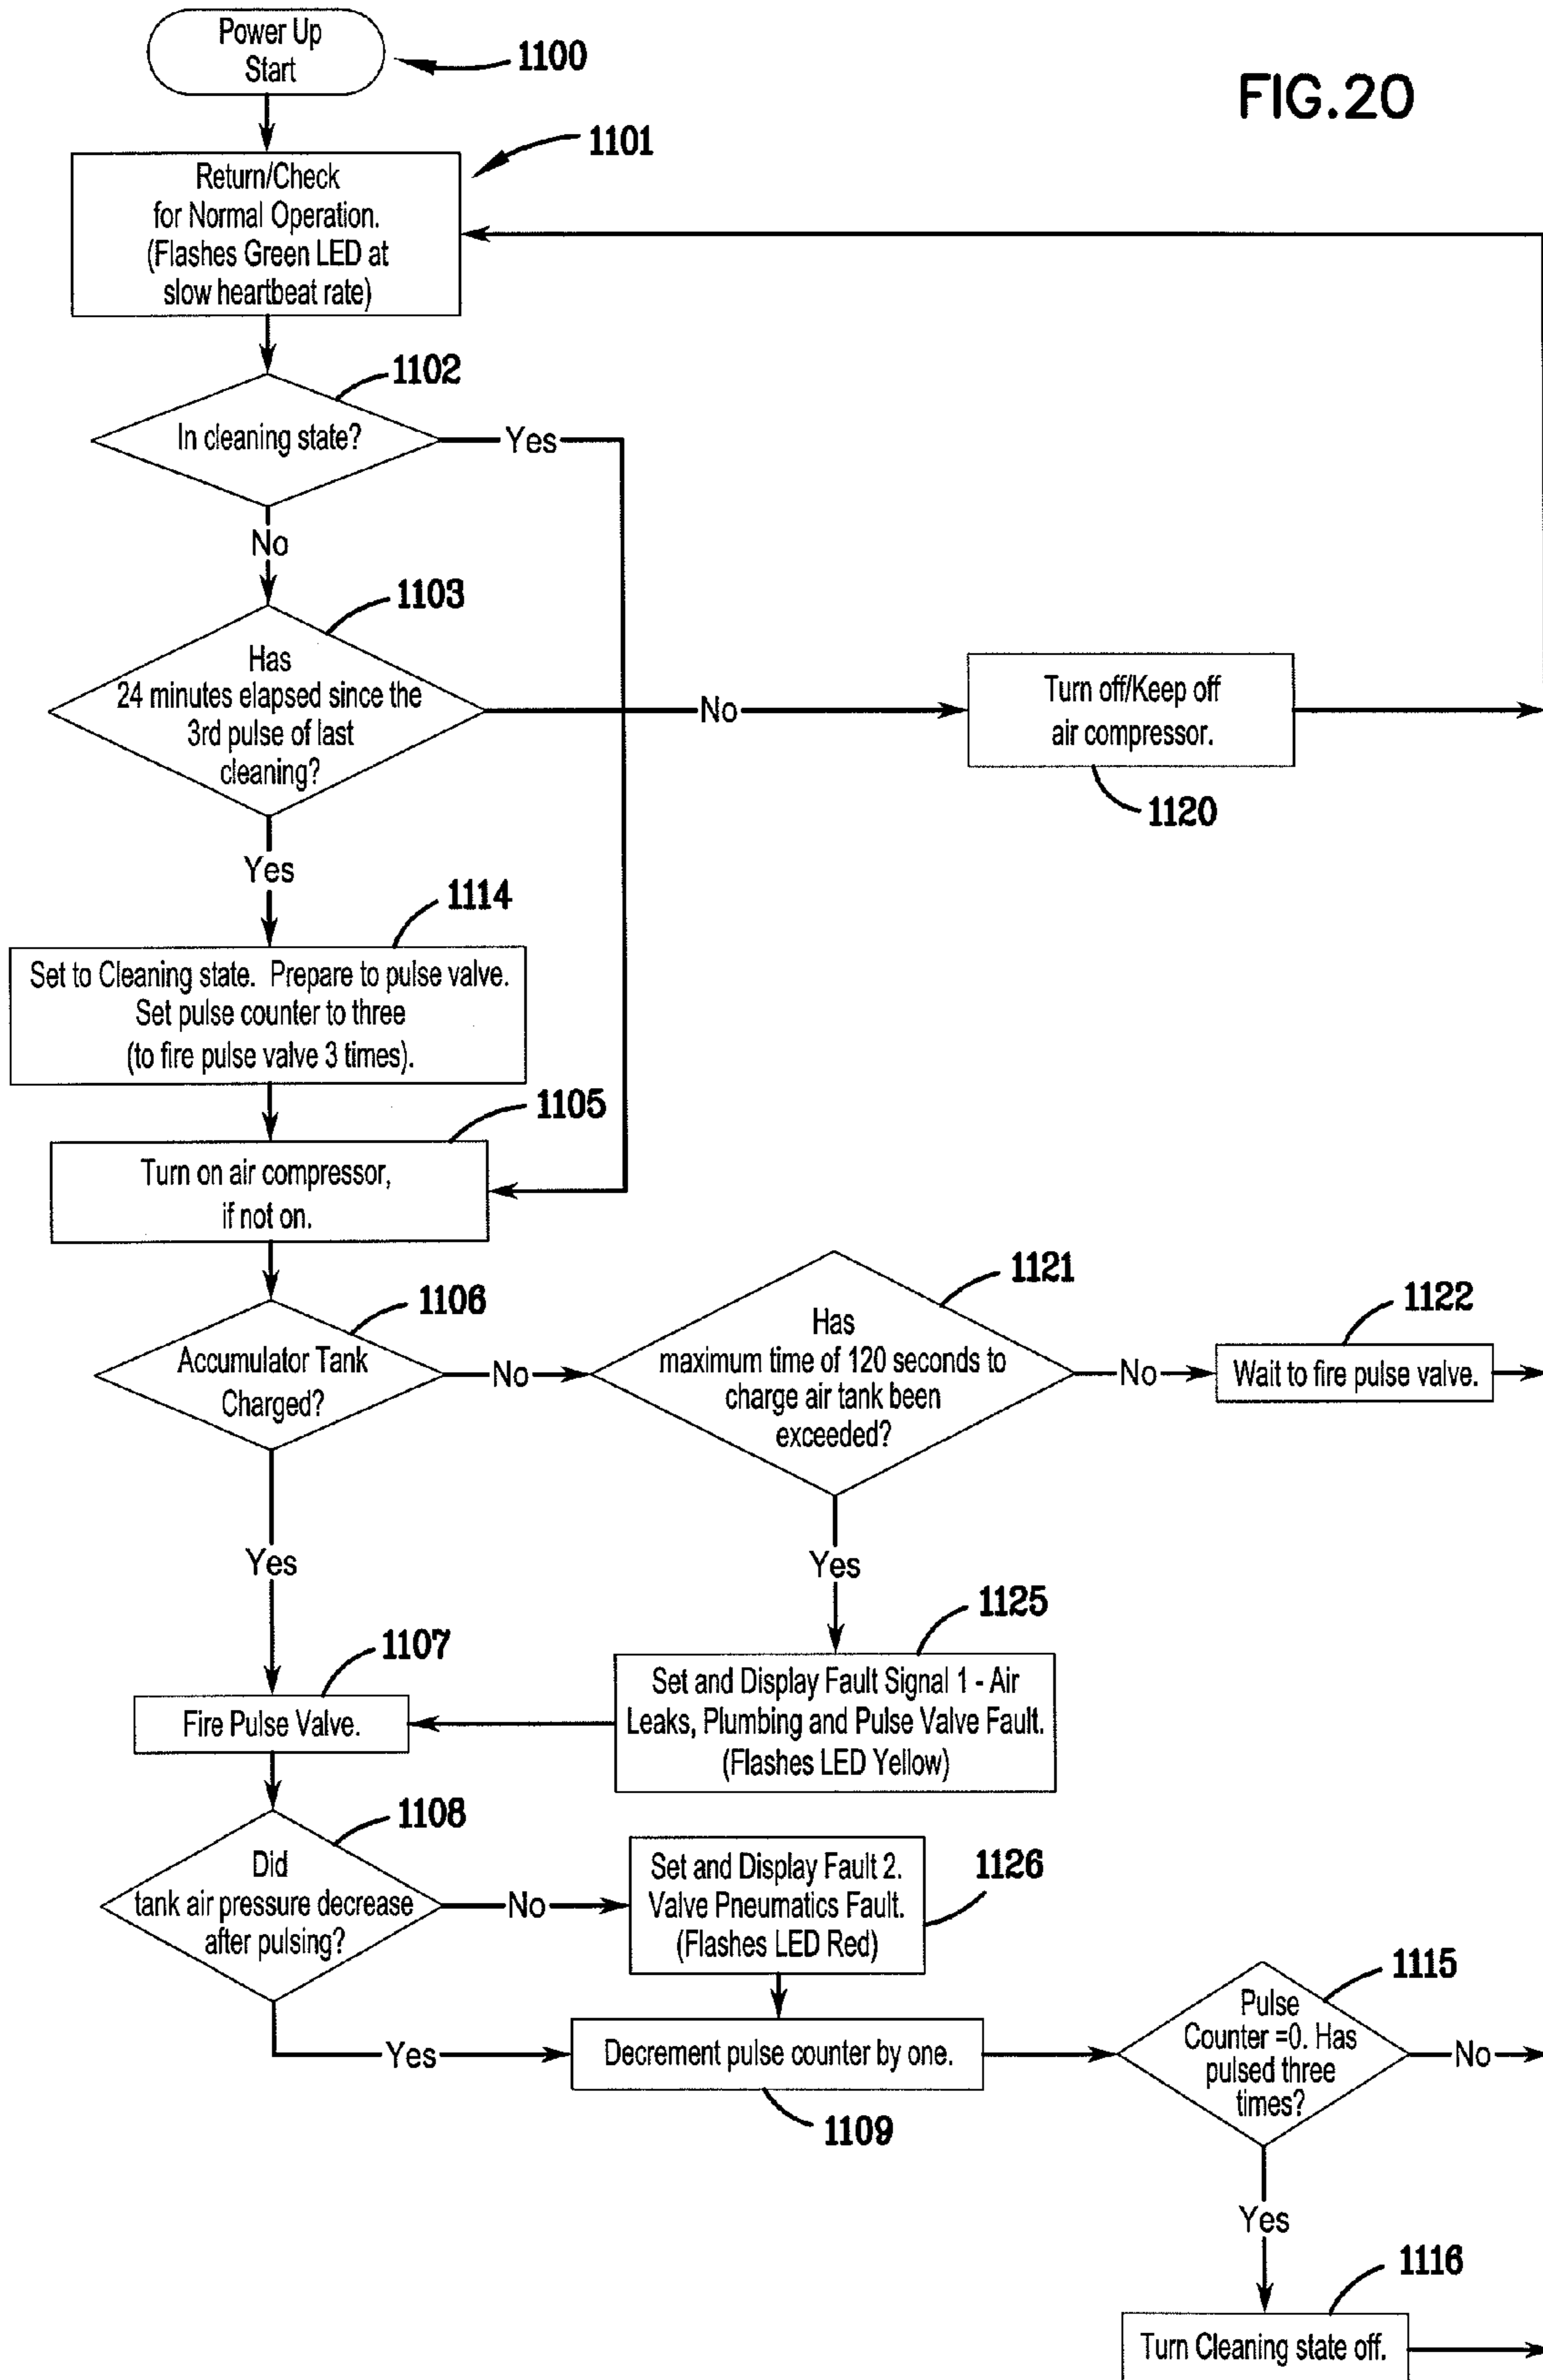 Power Up
Start
1100
FIG.20
1101
Return/Check
for Normal Operation.
(Flashes Green LED at
slow heartbeat rate)
1102
In cleaning state?
Yes
No
1103
Has
24 minutes elapsed since the
3rd pulse of last
cleaning?
No
Turn off/Keep off
air compressor.
1120
Yes
1114
Set to Cleaning state. Prepare to pulse valve.
Set pulse counter to three
(to fire pulse valve 3 times).
1105
Turn on air compressor,
if not on.
1106
Accumulator Tank
Charged?
No
1121
Has
maximum time of 120 seconds to
charge air tank been
exceeded?
No
1122
Wait to fire pulse valve.
Yes
Yes
1125
Set and Display Fault Signal 1 - Air
Leaks, Plumbing and Pulse Valve Fault.
(Flashes LED Yellow)
1107
Fire Pulse Valve.
1108
Did
tank air pressure decrease
after pulsing?
No
Set and Display Fault 2.
Valve Pneumatics Fault.
(Flashes LED Red)
1126
Yes
Decrement pulse counter by one.
1109
1115
Pulse
Counter =0. Has
pulsed three
times?
No
Yes
1116
Turn Cleaning state off.